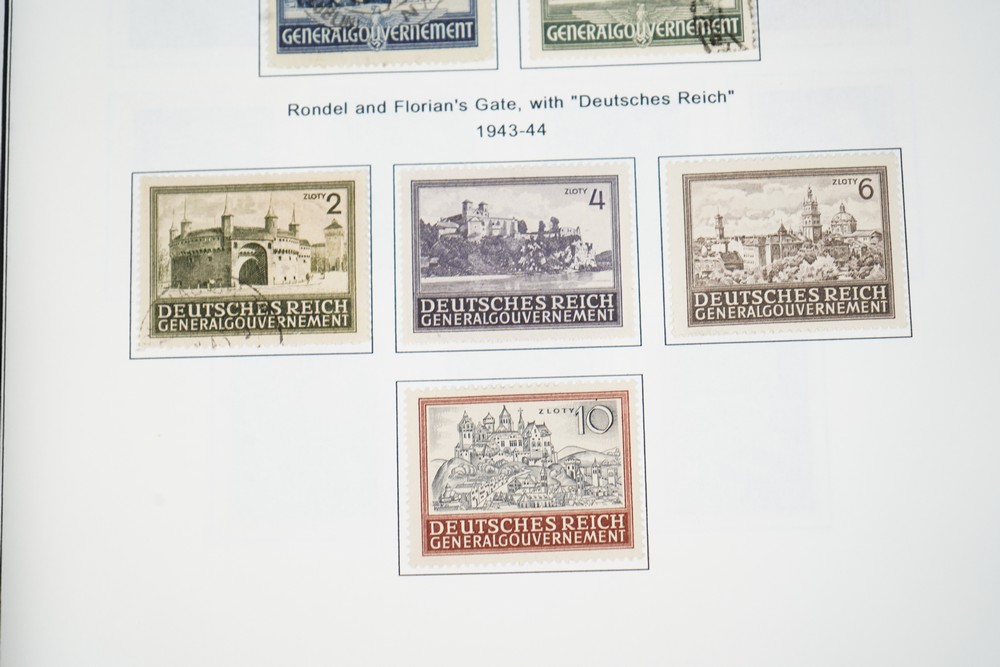 GENERALGOUVERNEMENT
GENERALGOUVERNEMENT
Rondel and Florian's Gate, with "Deutsches Reich"
1943-44
ZLOTY 2
DEUTSCHES REICH
GENERALGOUVERNEMENT
ZLOTY 4
DEUTSCHES REICH
GENERALGOUVERNEMENT
ZLOTY 6
DEUTSCHES REICH
GENERALGOUVERNEMENT
ZLOTY 10
DEUTSCHES REICH
GENERALGOUVERNEMENT